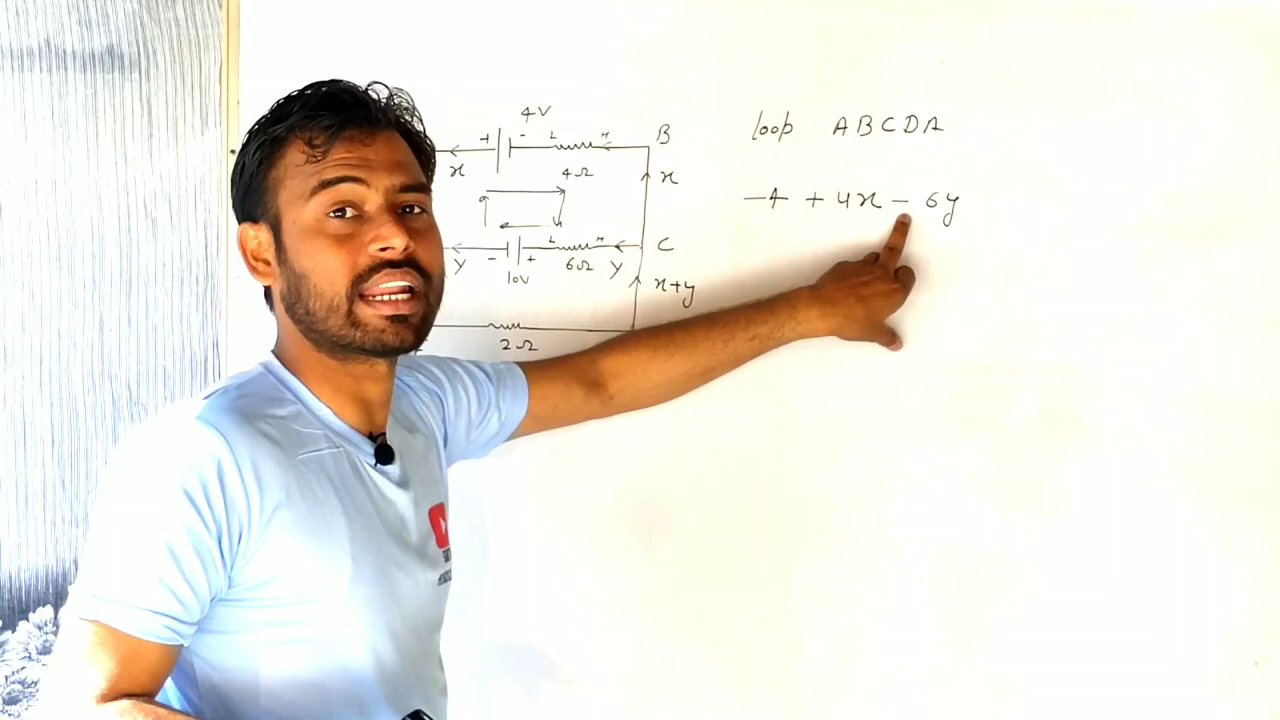 4V
+ - L H B
x 4Ω x
L H C
y - + 6Ω y
10V x+y
2Ω
loop ABCDA
-4 + 4x - 6y